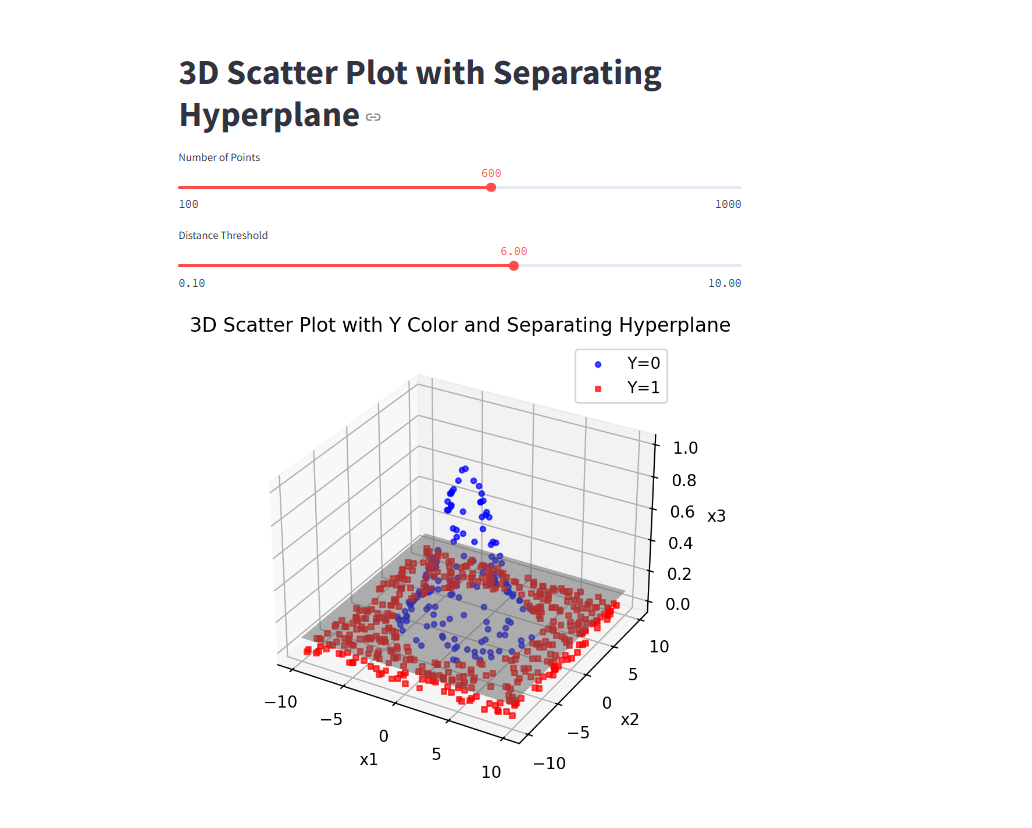 3D Scatter Plot with Separating
Hyperplane
Number of Points
600
100 1000
Distance Threshold
6.00
0.10 10.00
3D Scatter Plot with Y Color and Separating Hyperplane
Y=0
Y=1
1.0
0.8
0.6
x3
0.4
0.2
0.0
10
5
0
x2
−5
−10
−10
−5
0
x1
5
10